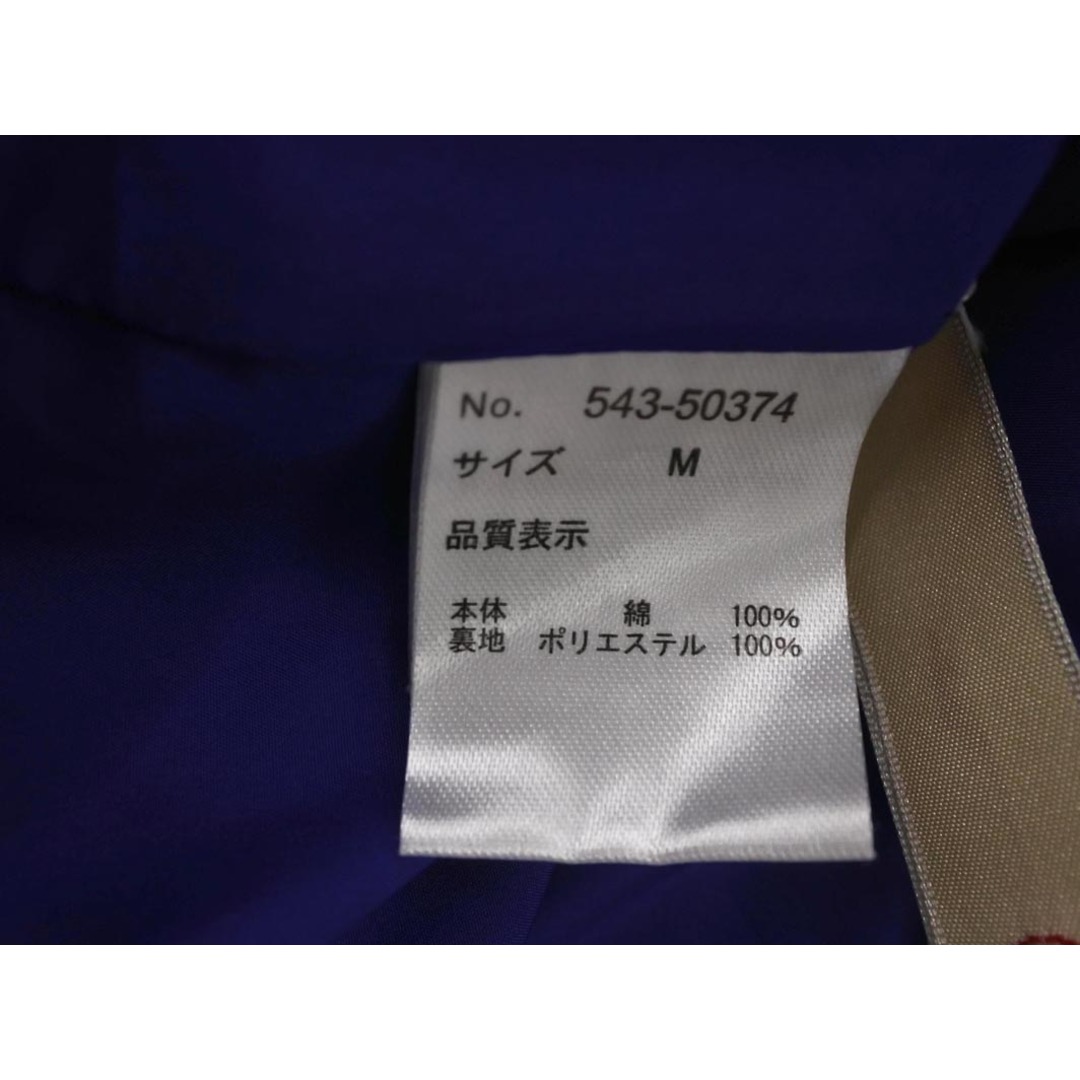 No. 543-50374
サイズ M
品質表示
本体 綿 100%
裏地 ポリエステル 100%